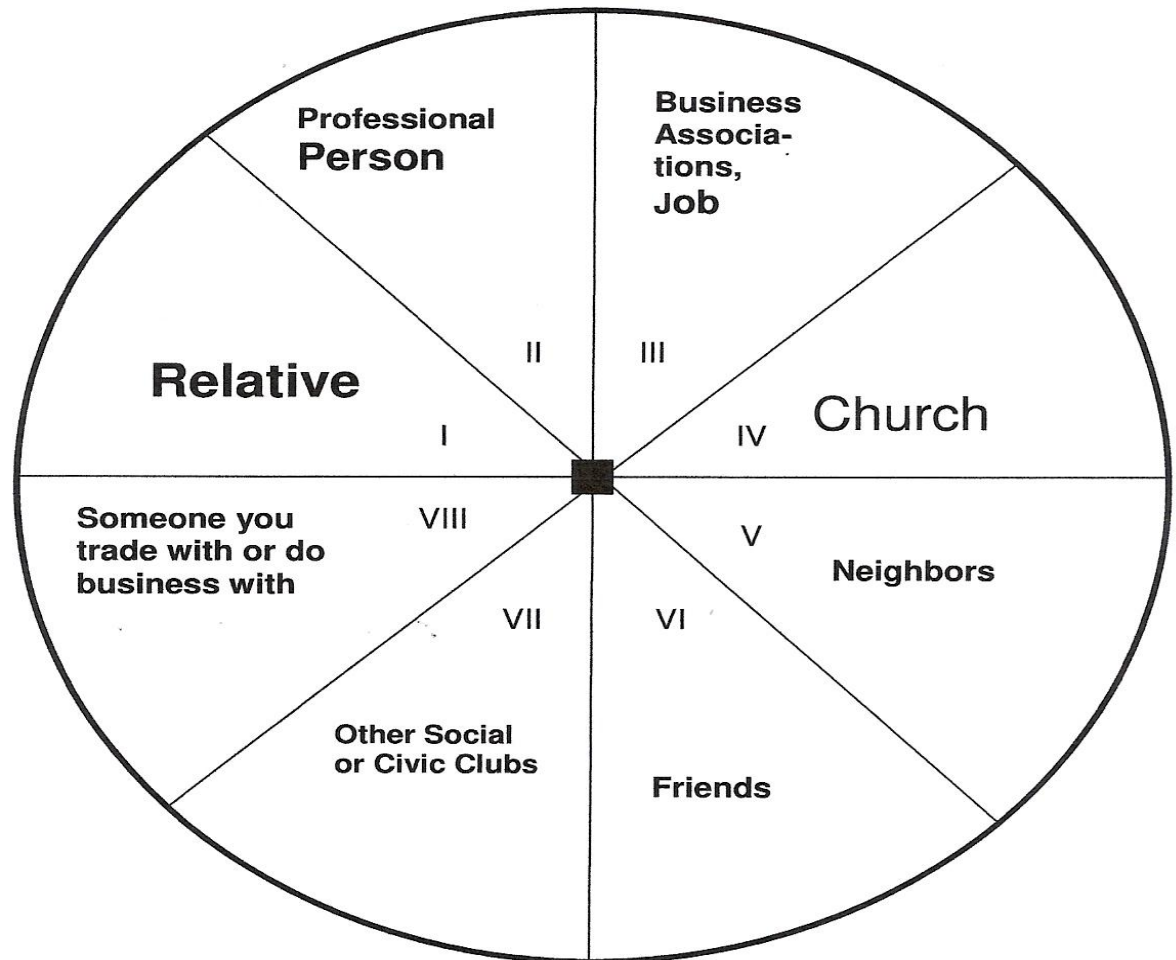 Professional
Person
II
Business
Associa-
tions,
Job
III
Relative
I
IV
Church
Someone you
trade with or do
business with
VIII
V
Neighbors
VII
Other Social
or Civic Clubs
VI
Friends